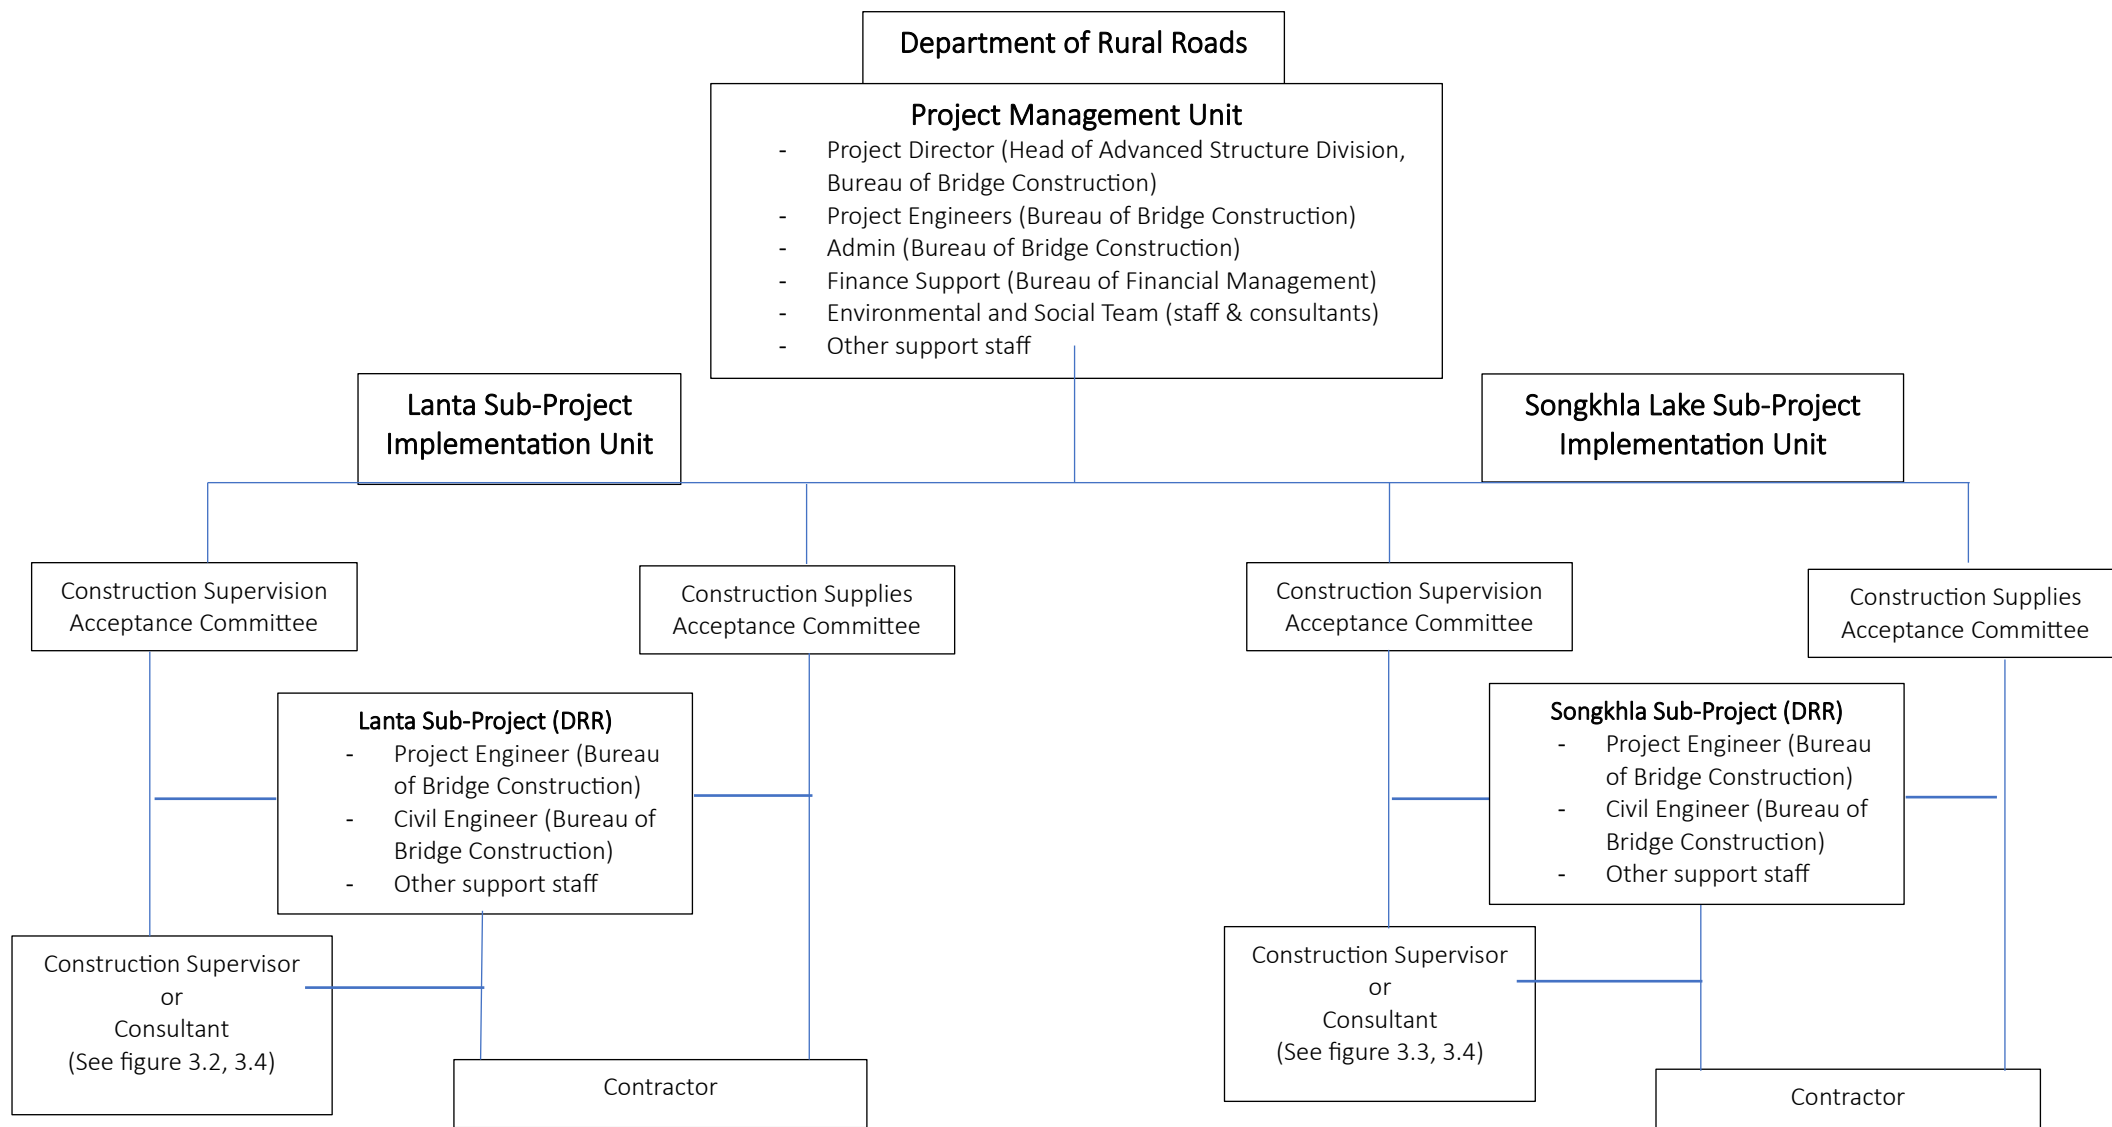 Department of Rural Roads
Project Management Unit
- Project Director (Head of Advanced Structure Division,
Bureau of Bridge Construction)
- Project Engineers (Bureau of Bridge Construction)
- Admin (Bureau of Bridge Construction)
- Finance Support (Bureau of Financial Management)
- Environmental and Social Team (staff & consultants)
- Other support staff
Lanta Sub-Project
Implementation Unit
Songkhla Lake Sub-Project
Implementation Unit
Construction Supervision
Acceptance Committee
Construction Supplies
Acceptance Committee
Construction Supervision
Acceptance Committee
Construction Supplies
Acceptance Committee
Lanta Sub-Project (DRR)
- Project Engineer (Bureau
of Bridge Construction)
- Civil Engineer (Bureau of
Bridge Construction)
- Other support staff
Songkhla Sub-Project (DRR)
- Project Engineer (Bureau
of Bridge Construction)
- Civil Engineer (Bureau of
Bridge Construction)
- Other support staff
Construction Supervisor
or
Consultant
(See figure 3.2, 3.4)
Contractor
Construction Supervisor
or
Consultant
(See figure 3.3, 3.4)
Contractor